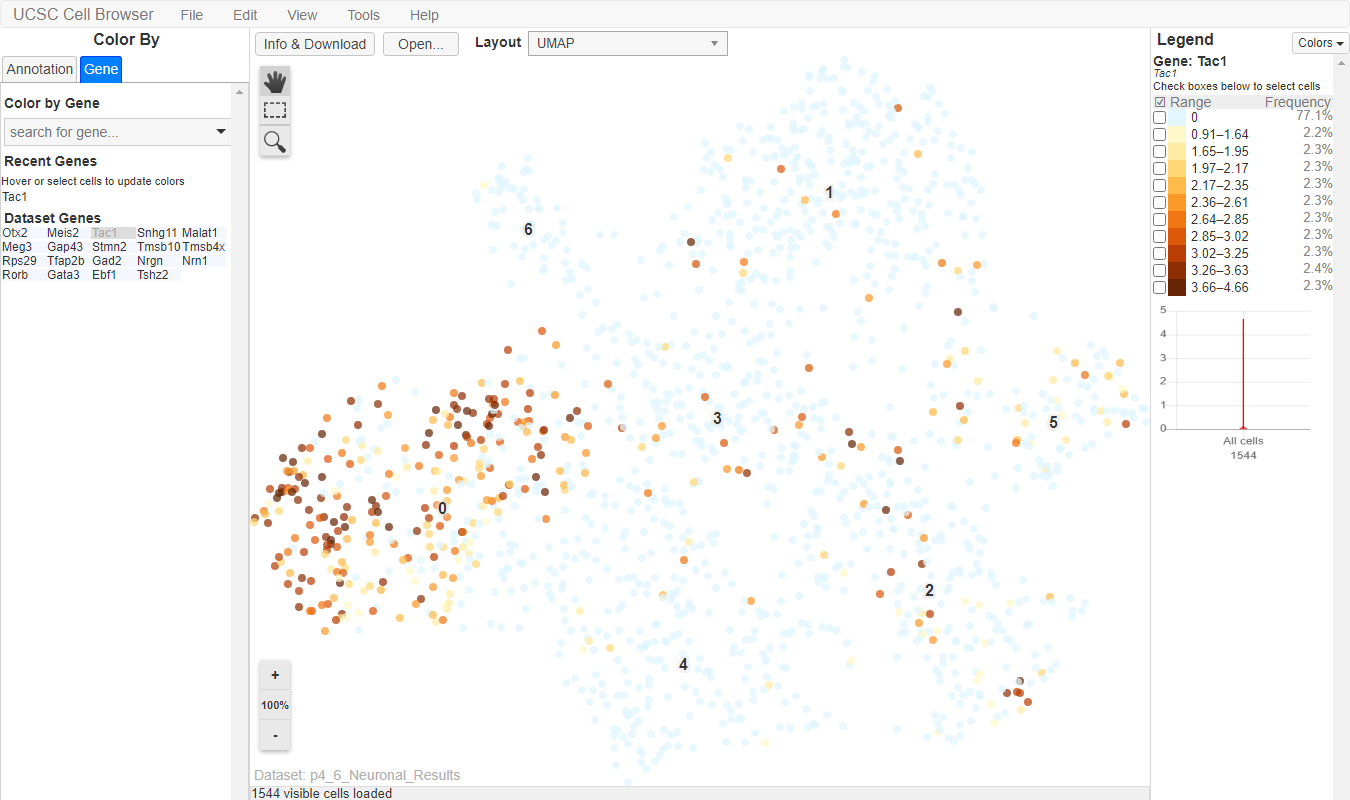 UCSC Cell Browser File Edit View Tools Help
Color By
Annotation Gene
Color by Gene
search for gene...
Recent Genes
Hover or select cells to update colors
Tac1
Dataset Genes
Otx2 Meis2 Tac1 Snhg11 Malat1
Meg3 Gap43 Stmn2 Tmsb10 Tmsb4x
Rps29 Tfap2b Gad2 Nrgn Nrn1
Rorb Gata3 Ebf1 Tshz2
Info & Download Open... Layout UMAP
1
6
3
5
0
2
4
+
100%
-
Dataset: p4_6_Neuronal_Results
1544 visible cells loaded
Legend Colors
Gene: Tac1
Tac1
Check boxes below to select cells
Range Frequency
0 77.1%
0.91–1.64 2.2%
1.65–1.95 2.3%
1.97–2.17 2.3%
2.17–2.35 2.3%
2.36–2.61 2.3%
2.64–2.85 2.3%
2.85–3.02 2.3%
3.02–3.25 2.3%
3.26–3.63 2.4%
3.66–4.66 2.3%
5
4
3
2
1
0
All cells
1544